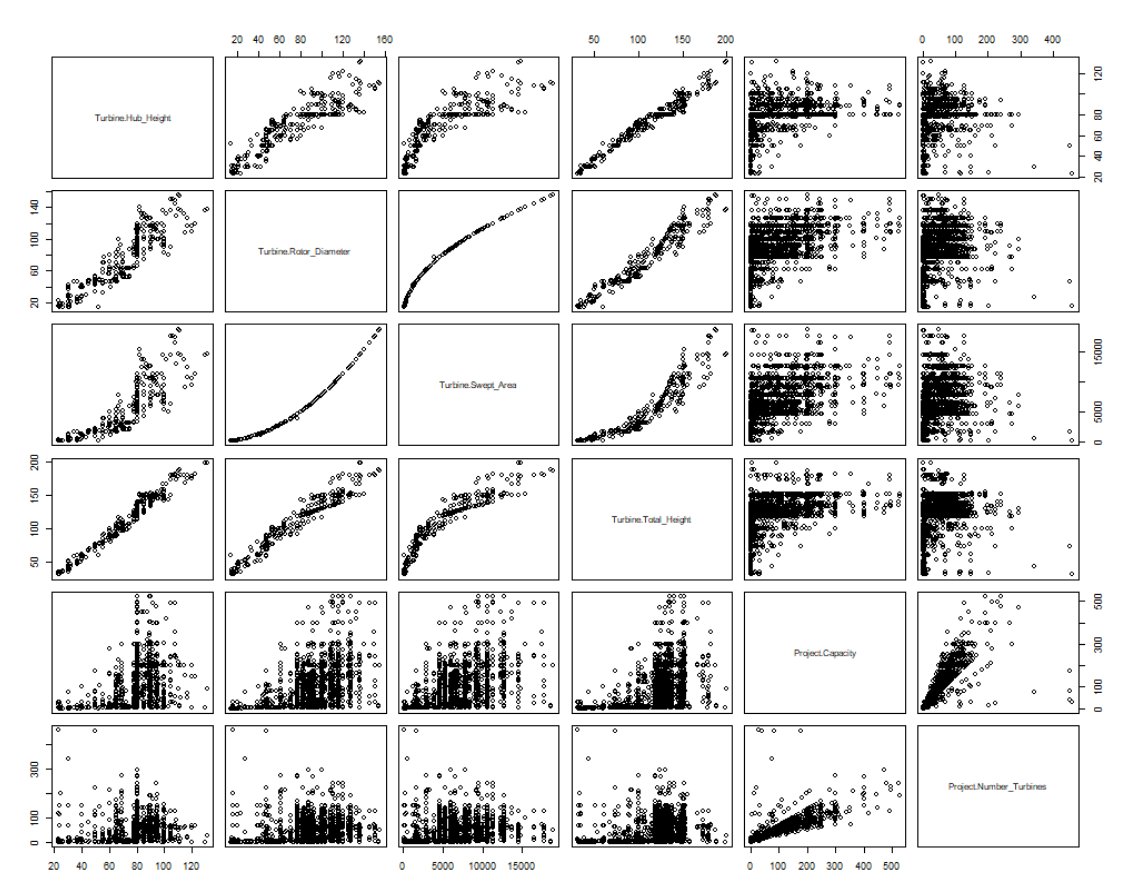 20 40 60 80 120 160
50 100 150 200
0 100 200 300 400
Turbine.Hub_Height
20 40 60 80 120
20 60 100 140
Turbine.Rotor_Diameter
Turbine.Swept_Area
0 5000 15000
50 100 150 200
Turbine.Total_Height
Project.Capacity
0 100 300 500
0 100 300
Project.Number_Turbines
20 40 60 80 100 120
0 5000 10000 15000
0 100 200 300 400 500